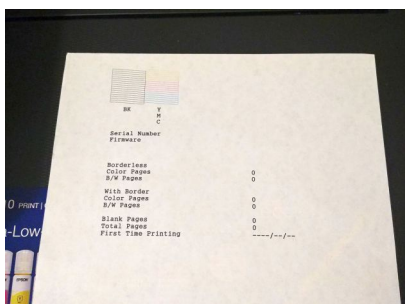 BK Y
M
C
Serial Number
Firmware
Borderless
Color Pages 0
B/W Pages 0
With Border
Color Pages 0
B/W Pages 0
Blank Pages 0
Total Pages 0
First Time Printing ----/--/--
0 PRINT
-Low
EPSON